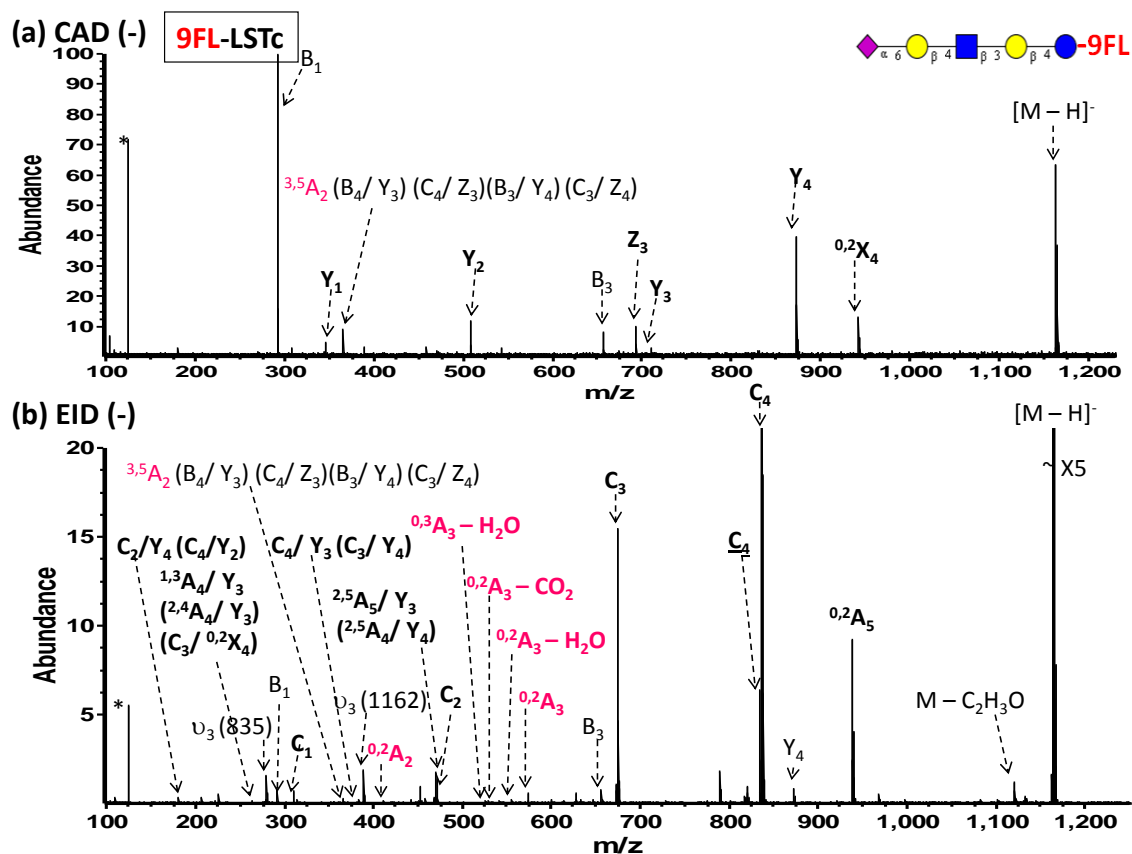 (a) CAD (-)
9FL-LSTc
α 6 β 4 β 3 β 4 -9FL
B₁
[M – H]⁻
*
³,⁵A₂ (B₄/ Y₃) (C₄/ Z₃)(B₃/ Y₄) (C₃/ Z₄)
Y₄
Y₁
Y₂
B₃
Z₃
Y₃
⁰,²X₄
Abundance
100
90
80
70
60
50
40
30
20
10
100 200 300 400 500 600 700 800 900 1,000 1,100 1,200
m/z
(b) EID (-)
C₄
[M – H]⁻
~ X5
³,⁵A₂ (B₄/ Y₃) (C₄/ Z₃)(B₃/ Y₄) (C₃/ Z₄)
C₃
⁰,³A₃ – H₂O
C₂/Y₄ (C₄/Y₂)
C₄/ Y₃ (C₃/ Y₄)
¹,³A₄/ Y₃
(²,⁴A₄/ Y₃)
(C₃/ ⁰,²X₄)
²,⁵A₅/ Y₃
(²,⁵A₄/ Y₄)
⁰,²A₃ – CO₂
⁰,²A₃ – H₂O
C₄
⁰,²A₅
*
υ₃ (835)
B₁
C₁
υ₃ (1162)
⁰,²A₂
C₂
⁰,²A₃
B₃
Y₄
M – C₂H₃O
Abundance
20
15
10
5
100 200 300 400 500 600 700 800 900 1,000 1,100 1,200
m/z